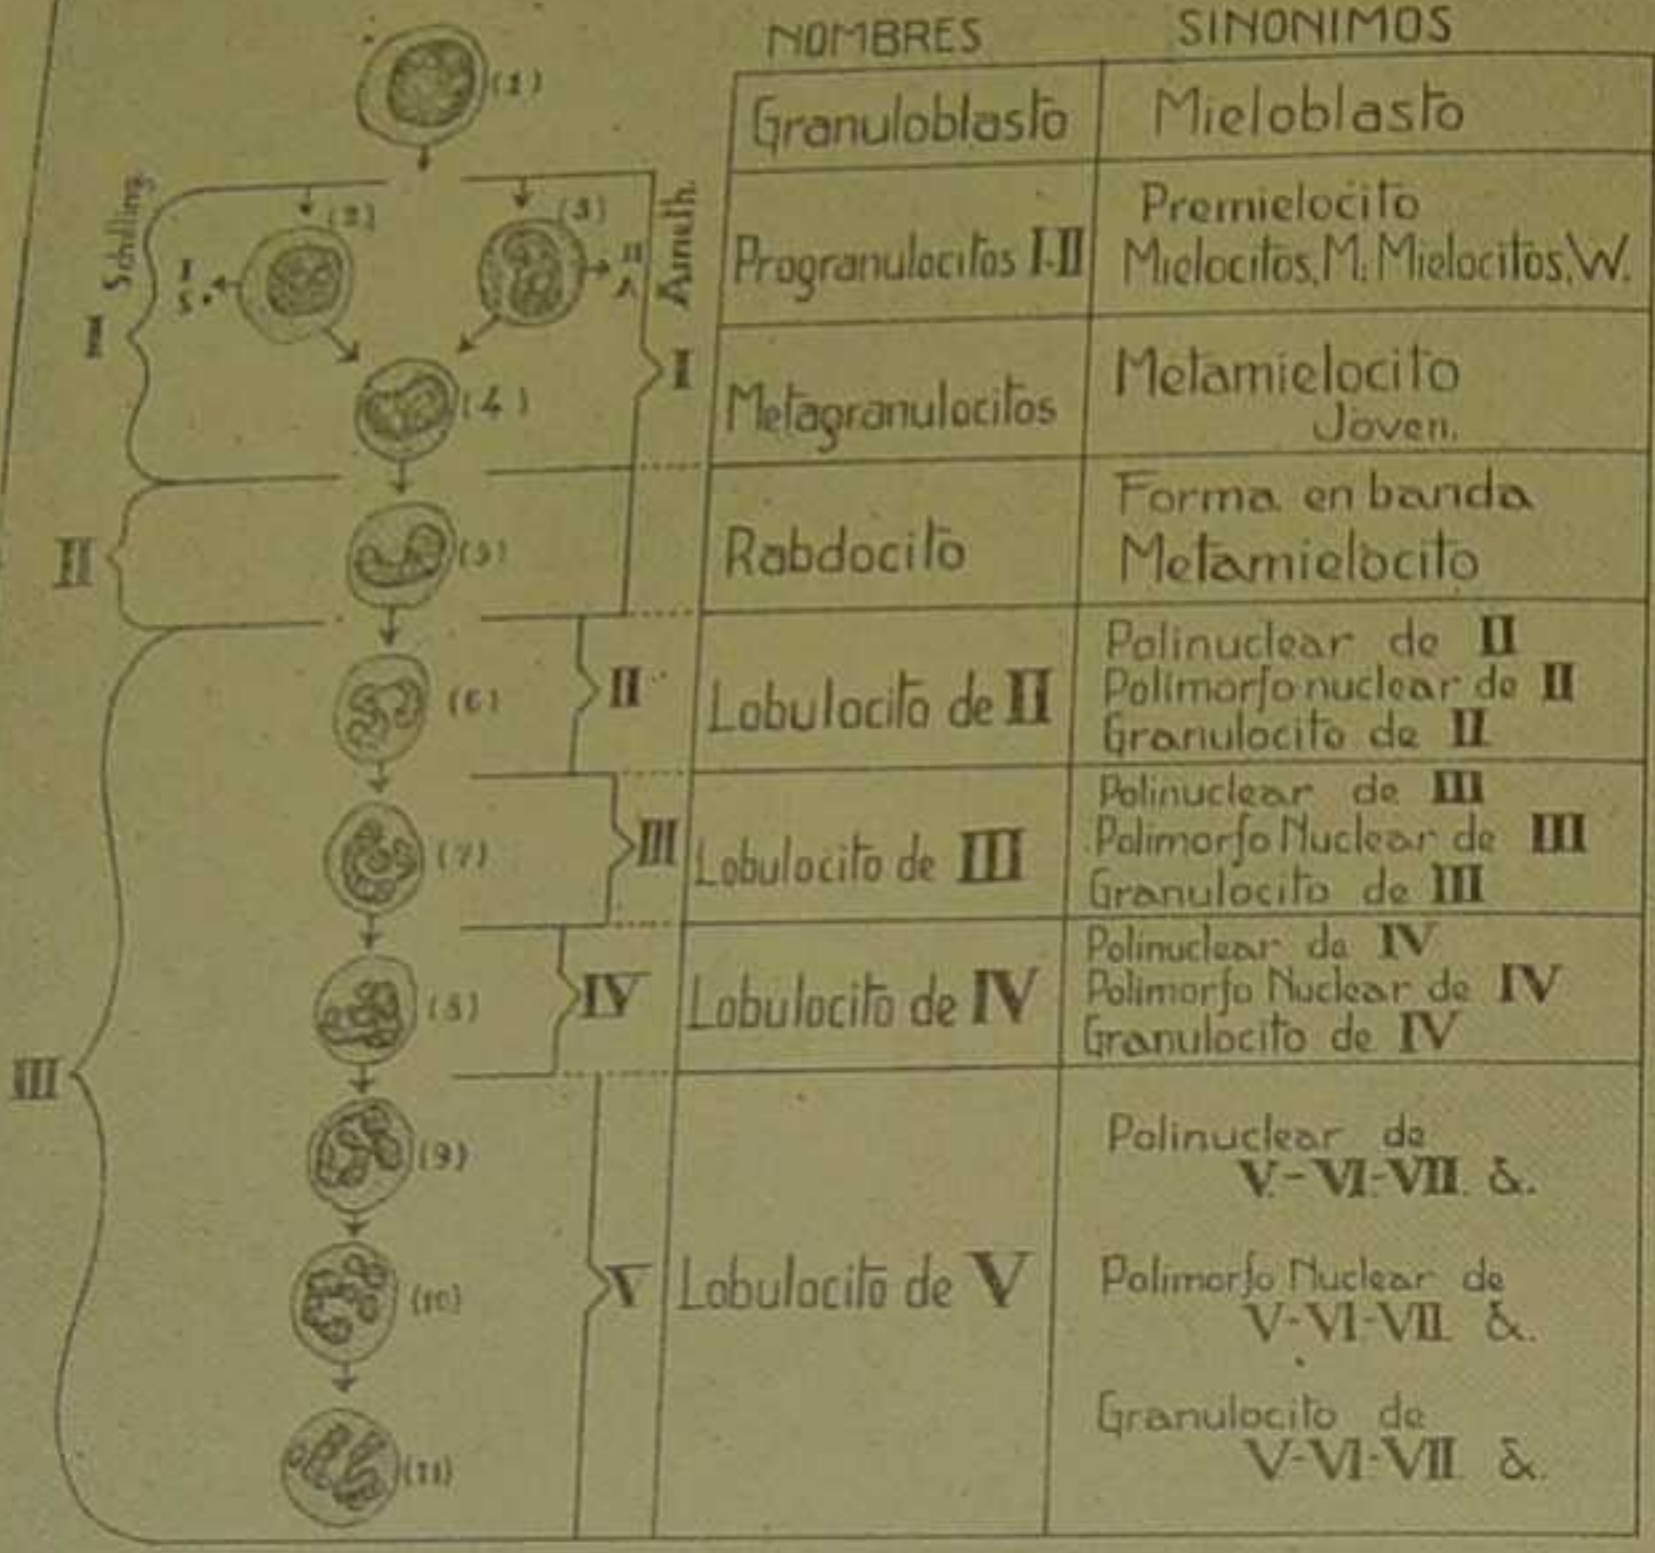 NOMBRES
SINONIMOS
(1)
Granuloblasto
Mieloblasto
Schilling.
(2)
(3)
Arneth.
I
S.
II
A
Progranulocitos I-II
Premielocito
Mielocitos, M. Mielocitos, W.
I
I
(4)
Metagranulocitos
Metamielocito
Joven.
II
(5)
Rabdocito
Forma en banda
Metamielocito
(6)
II
Lobulocito de II
Polinuclear de II
Polimorfo nuclear de II
Granulocito de II
(7)
III
Lobulocito de III
Polinuclear de III
Polimorfo Nuclear de III
Granulocito de III
(8)
IV
Lobulocito de IV
Polinuclear de IV
Polimorfo Nuclear de IV
Granulocito de IV
III
(9)
(10)
(11)
V
Lobulocito de V
Polinuclear de
V-VI-VII &.
Polimorfo Nuclear de
V-VI-VII &.
Granulocito de
V-VI-VII &.